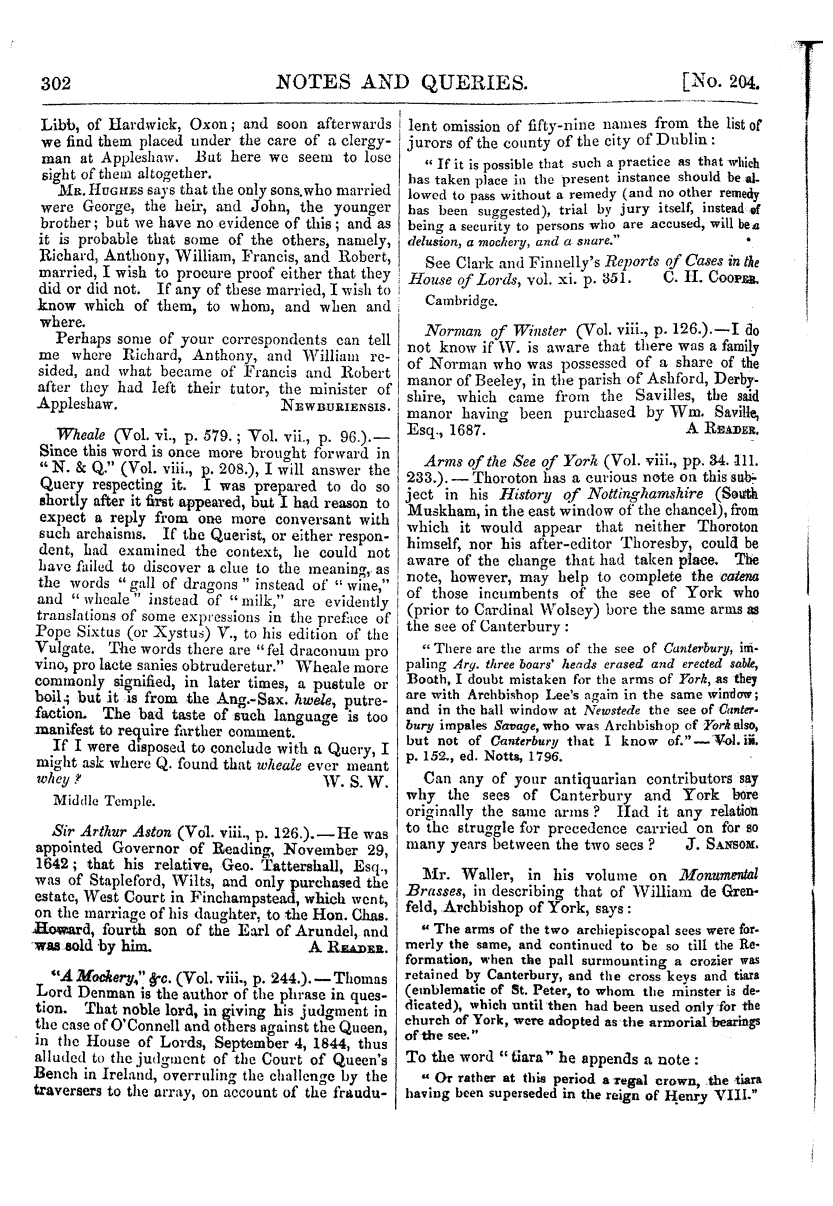 302 NOTES AND QUERIES. [No. 204.
Libb, of Hardwick, Oxon; and soon afterwards
we find them placed under the care of a clergy-
man at Appleshaw. But here we seem to lose
sight of them altogether.
MR. HUGHES says that the only sons who married
were George, the heir, and John, the younger
brother; but we have no evidence of this; and as
it is probable that some of the others, namely,
Richard, Anthony, William, Francis, and Robert,
married, I wish to procure proof either that they
did or did not. If any of these married, I wish to
know which of them, to whom, and when and
where.
Perhaps some of your correspondents can tell
me where Richard, Anthony, and William re-
sided, and what became of Francis and Robert
after they had left their tutor, the minister of
Appleshaw. NEWBURIENSIS.
Wheale (Vol. vi., p. 579.; Vol. vii., p. 96.).—
Since this word is once more brought forward in
"N. & Q." (Vol. viii., p. 208.), I will answer the
Query respecting it. I was prepared to do so
shortly after it first appeared, but I had reason to
expect a reply from one more conversant with
such archaisms. If the Querist, or either respon-
dent, had examined the context, he could not
have failed to discover a clue to the meaning, as
the words "gall of dragons" instead of "wine,"
and "wheale" instead of "milk," are evidently
translations of some expressions in the preface of
Pope Sixtus (or Xystus) V., to his edition of the
Vulgate. The words there are "fel draconum pro
vino, pro lacte sanies obtruderetur." Wheale more
commonly signified, in later times, a pustule or
boil; but it is from the Ang.-Sax. hwele, putre-
faction. The bad taste of such language is too
manifest to require farther comment.
If I were disposed to conclude with a Query, I
might ask where Q. found that wheale ever meant
whey? W. S. W.
Middle Temple.
Sir Arthur Aston (Vol. viii., p. 126.).—He was
appointed Governor of Reading, November 29,
1642; that his relative, Geo. Tattershall, Esq.,
was of Stapleford, Wilts, and only purchased the
estate, West Court in Finchampstead, which went,
on the marriage of his daughter, to the Hon. Chas.
Howard, fourth son of the Earl of Arundel, and
was sold by him. A READER.
"A Mockery," &c. (Vol. viii., p. 244.).—Thomas
Lord Denman is the author of the phrase in ques-
tion. That noble lord, in giving his judgment in
the case of O'Connell and others against the Queen,
in the House of Lords, September 4, 1844, thus
alluded to the judgment of the Court of Queen's
Bench in Ireland, overruling the challenge by the
traversers to the array, on account of the fraudu-
lent omission of fifty-nine names from the list of
jurors of the county of the city of Dublin:
"If it is possible that such a practice as that which
has taken place in the present instance should be al-
lowed to pass without a remedy (and no other remedy
has been suggested), trial by jury itself, instead of
being a security to persons who are accused, will be a
delusion, a mockery, and a snare."
See Clark and Finnelly's Reports of Cases in the
House of Lords, vol. xi. p. 351. C. H. COOPER.
Cambridge.
Norman of Winster (Vol. viii., p. 126.).—I do
not know if W. is aware that there was a family
of Norman who was possessed of a share of the
manor of Beeley, in the parish of Ashford, Derby-
shire, which came from the Savilles, the said
manor having been purchased by Wm. Saville,
Esq., 1687. A READER.
Arms of the See of York (Vol. viii., pp. 34. 111.
233.).—Thoroton has a curious note on this sub-
ject in his History of Nottinghamshire (South
Muskham, in the east window of the chancel), from
which it would appear that neither Thoroton
himself, nor his after-editor Thoresby, could be
aware of the change that had taken place. The
note, however, may help to complete the catena
of those incumbents of the see of York who
(prior to Cardinal Wolsey) bore the same arms as
the see of Canterbury:
"There are the arms of the see of Canterbury, im-
paling Arg. three boars' heads erased and erected sable,
Booth, I doubt mistaken for the arms of York, as they
are with Archbishop Lee's again in the same window;
and in the hall window at Newstede the see of Canter-
bury impales Savage, who was Archbishop of York also,
but not of Canterbury that I know of."—Vol. iii.
p. 152., ed. Notts, 1796.
Can any of your antiquarian contributors say
why the sees of Canterbury and York bore
originally the same arms? Had it any relation
to the struggle for precedence carried on for so
many years between the two sees? J. SANSOM.
Mr. Waller, in his volume on Monumental
Brasses, in describing that of William de Gren-
feld, Archbishop of York, says:
"The arms of the two archiepiscopal sees were for-
merly the same, and continued to be so till the Re-
formation, when the pall surmounting a crozier was
retained by Canterbury, and the cross keys and tiara
(emblematic of St. Peter, to whom the minster is de-
dicated), which until then had been used only for the
church of York, were adopted as the armorial bearings
of the see."
To the word "tiara" he appends a note:
"Or rather at this period a regal crown, the tiara
having been superseded in the reign of Henry VIII."